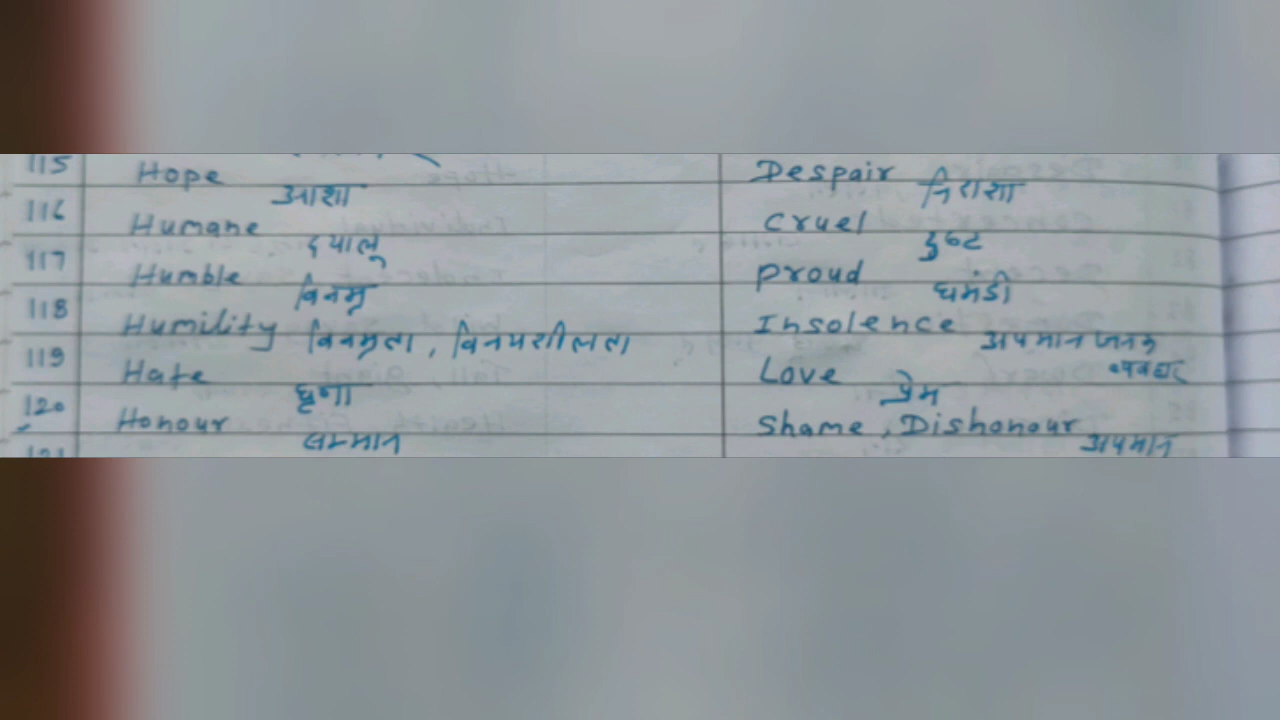 115 Hope आशा Despair निराशा
116 Humane दयालू Cruel दुष्ट
117 Humble विनम्र Proud घमंडी
118 Humility विनम्रता, विनयशीलता Insolence अपमानजनक व्यवहार
119 Hate घृणा Love प्रेम
120 Honour सम्मान Shame, Dishonour अपमान